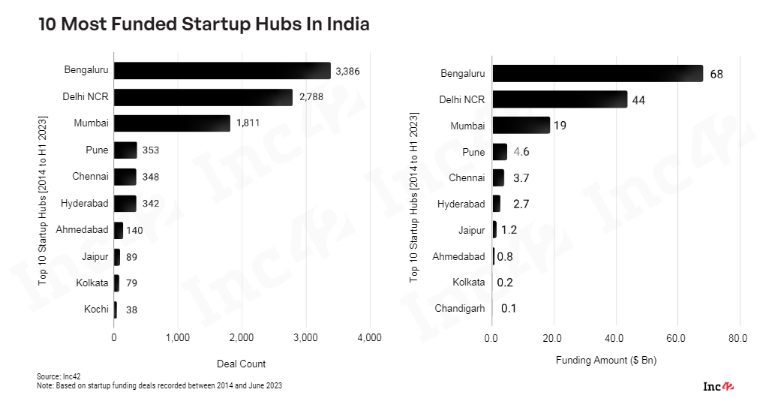 10 Most Funded Startup Hubs In India
Top 10 Startup Hubs [2014 to H1 2023]
Bengaluru 3,386
Delhi NCR 2,788
Mumbai 1,811
Pune 353
Chennai 348
Hyderabad 342
Ahmedabad 140
Jaipur 89
Kolkata 79
Kochi 38
0 1,000 2,000 3,000 4,000
Deal Count
Top 10 Startup Hubs [2014 to H1 2023]
Bengaluru 68
Delhi NCR 44
Mumbai 19
Pune 4.6
Chennai 3.7
Hyderabad 2.7
Jaipur 1.2
Ahmedabad 0.8
Kolkata 0.2
Chandigarh 0.1
0.0 20.0 40.0 60.0 80.0
Funding Amount ($ Bn)
Source: Inc42
Note: Based on startup funding deals recorded between 2014 and June 2023
Inc42